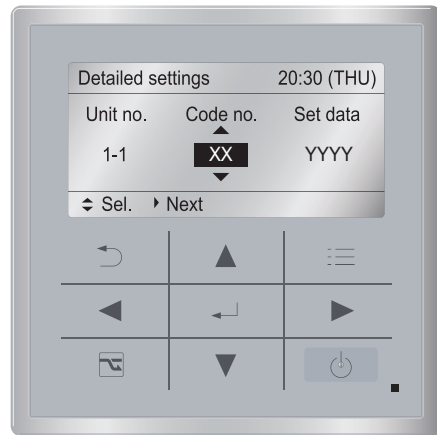 Detailed settings 20:30 (THU)
Unit no. Code no. Set data
1-1 XX YYYY
Sel. Next